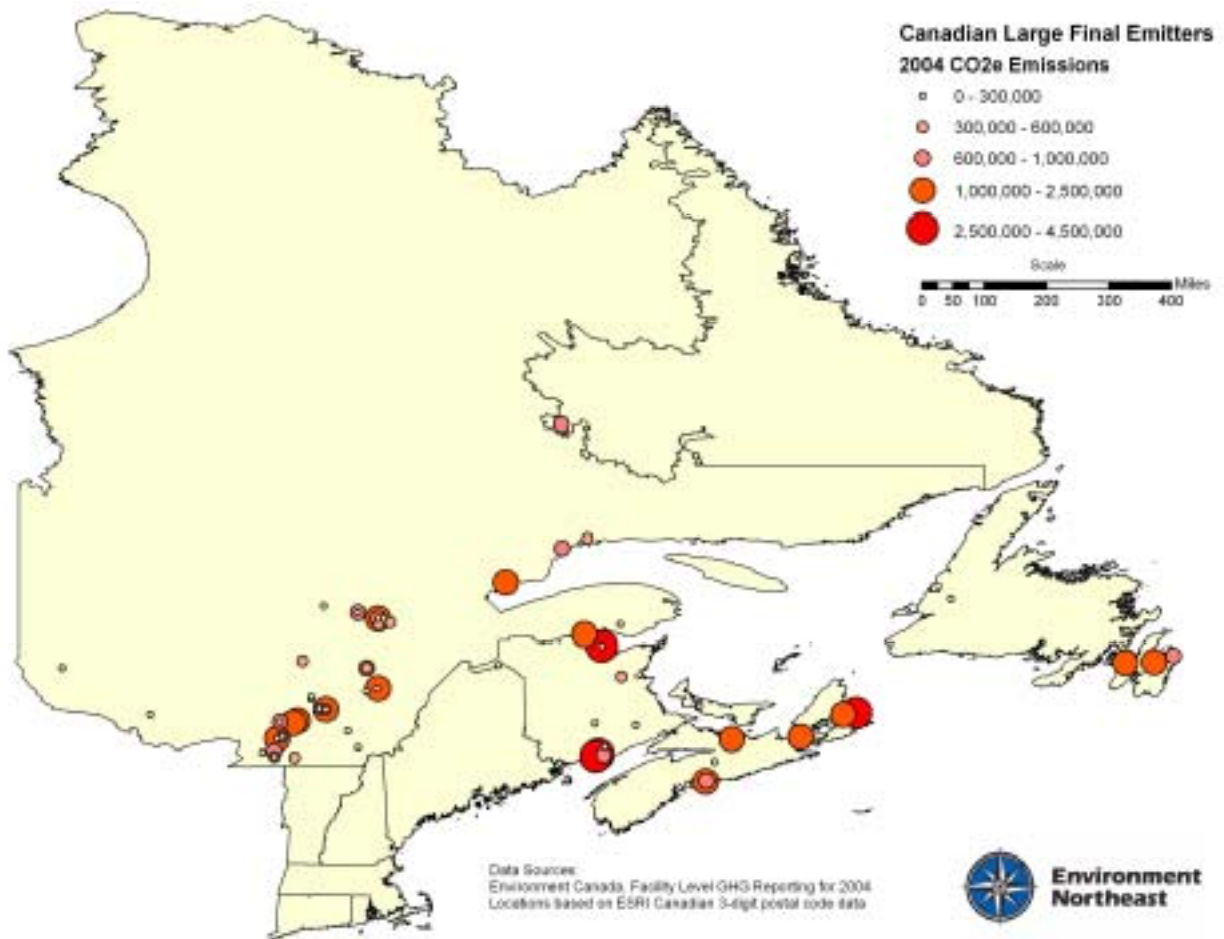 Canadian Large Final Emitters
2004 CO2e Emissions
0 - 300,000
300,000 - 600,000
600,000 - 1,000,000
1,000,000 - 2,500,000
2,500,000 - 4,500,000
Scale
Miles
0 50 100 200 300 400
Data Sources:
Environment Canada, Facility Level GHG Reporting for 2004
Locations based on ESRI Canadian 3-digit postal code data
Environment
Northeast